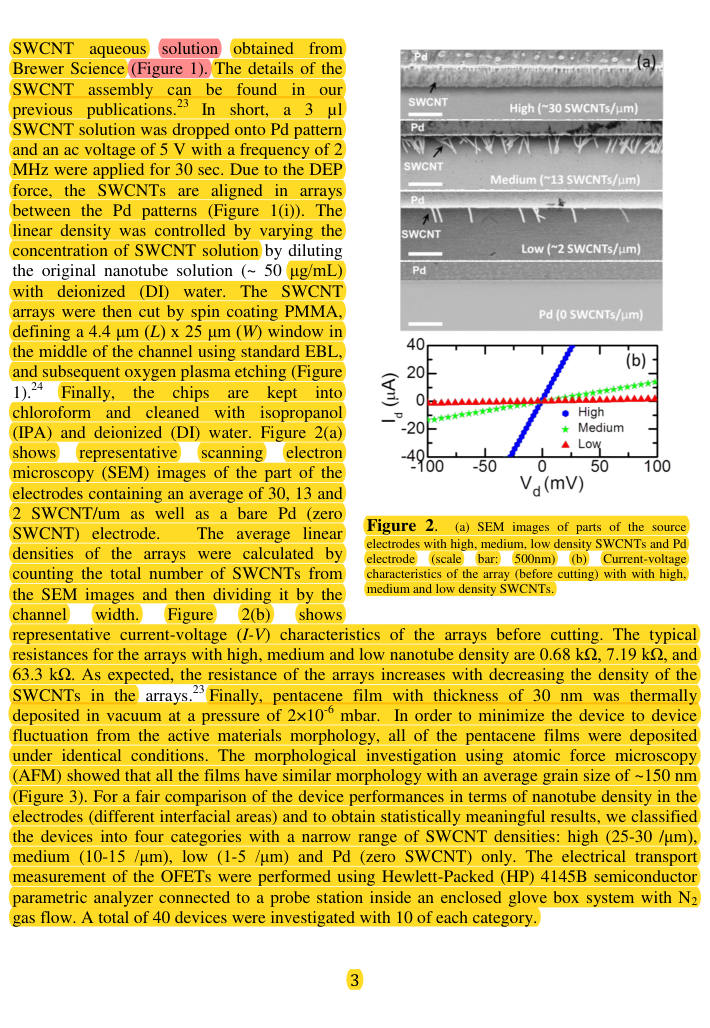 SWCNT aqueous solution obtained from
Brewer Science (Figure 1). The details of the
SWCNT assembly can be found in our
previous publications.23 In short, a 3 µl
SWCNT solution was dropped onto Pd pattern
and an ac voltage of 5 V with a frequency of 2
MHz were applied for 30 sec. Due to the DEP
force, the SWCNTs are aligned in arrays
between the Pd patterns (Figure 1(i)). The
linear density was controlled by varying the
concentration of SWCNT solution by diluting
the original nanotube solution (~ 50 µg/mL)
with deionized (DI) water. The SWCNT
arrays were then cut by spin coating PMMA,
defining a 4.4 µm (L) x 25 µm (W) window in
the middle of the channel using standard EBL,
and subsequent oxygen plasma etching (Figure
1).24 Finally, the chips are kept into
chloroform and cleaned with isopropanol
(IPA) and deionized (DI) water. Figure 2(a)
shows representative scanning electron
microscopy (SEM) images of the part of the
electrodes containing an average of 30, 13 and
2 SWCNT/um as well as a bare Pd (zero
SWCNT) electrode. The average linear
densities of the arrays were calculated by
counting the total number of SWCNTs from
the SEM images and then dividing it by the
channel width. Figure 2(b) shows
Pd
(a)
SWCNT
High (~30 SWCNTs/µm)
Pd
SWCNT
Medium (~13 SWCNTs/µm)
Pd
SWCNT
Low (~2 SWCNTs/µm)
Pd
Pd (0 SWCNTs/µm)
40
20
0
-20
-40
Id (µA)
(b)
High
Medium
Low
-100 -50 0 50 100
Vd (mV)
Figure 2. (a) SEM images of parts of the source
electrodes with high, medium, low density SWCNTs and Pd
electrode (scale bar: 500nm) (b) Current-voltage
characteristics of the array (before cutting) with with high,
medium and low density SWCNTs.
representative current-voltage (I-V) characteristics of the arrays before cutting. The typical
resistances for the arrays with high, medium and low nanotube density are 0.68 kΩ, 7.19 kΩ, and
63.3 kΩ. As expected, the resistance of the arrays increases with decreasing the density of the
SWCNTs in the arrays.23 Finally, pentacene film with thickness of 30 nm was thermally
deposited in vacuum at a pressure of 2×10-6 mbar. In order to minimize the device to device
fluctuation from the active materials morphology, all of the pentacene films were deposited
under identical conditions. The morphological investigation using atomic force microscopy
(AFM) showed that all the films have similar morphology with an average grain size of ~150 nm
(Figure 3). For a fair comparison of the device performances in terms of nanotube density in the
electrodes (different interfacial areas) and to obtain statistically meaningful results, we classified
the devices into four categories with a narrow range of SWCNT densities: high (25-30 /µm),
medium (10-15 /µm), low (1-5 /µm) and Pd (zero SWCNT) only. The electrical transport
measurement of the OFETs were performed using Hewlett-Packed (HP) 4145B semiconductor
parametric analyzer connected to a probe station inside an enclosed glove box system with N2
gas flow. A total of 40 devices were investigated with 10 of each category.
3